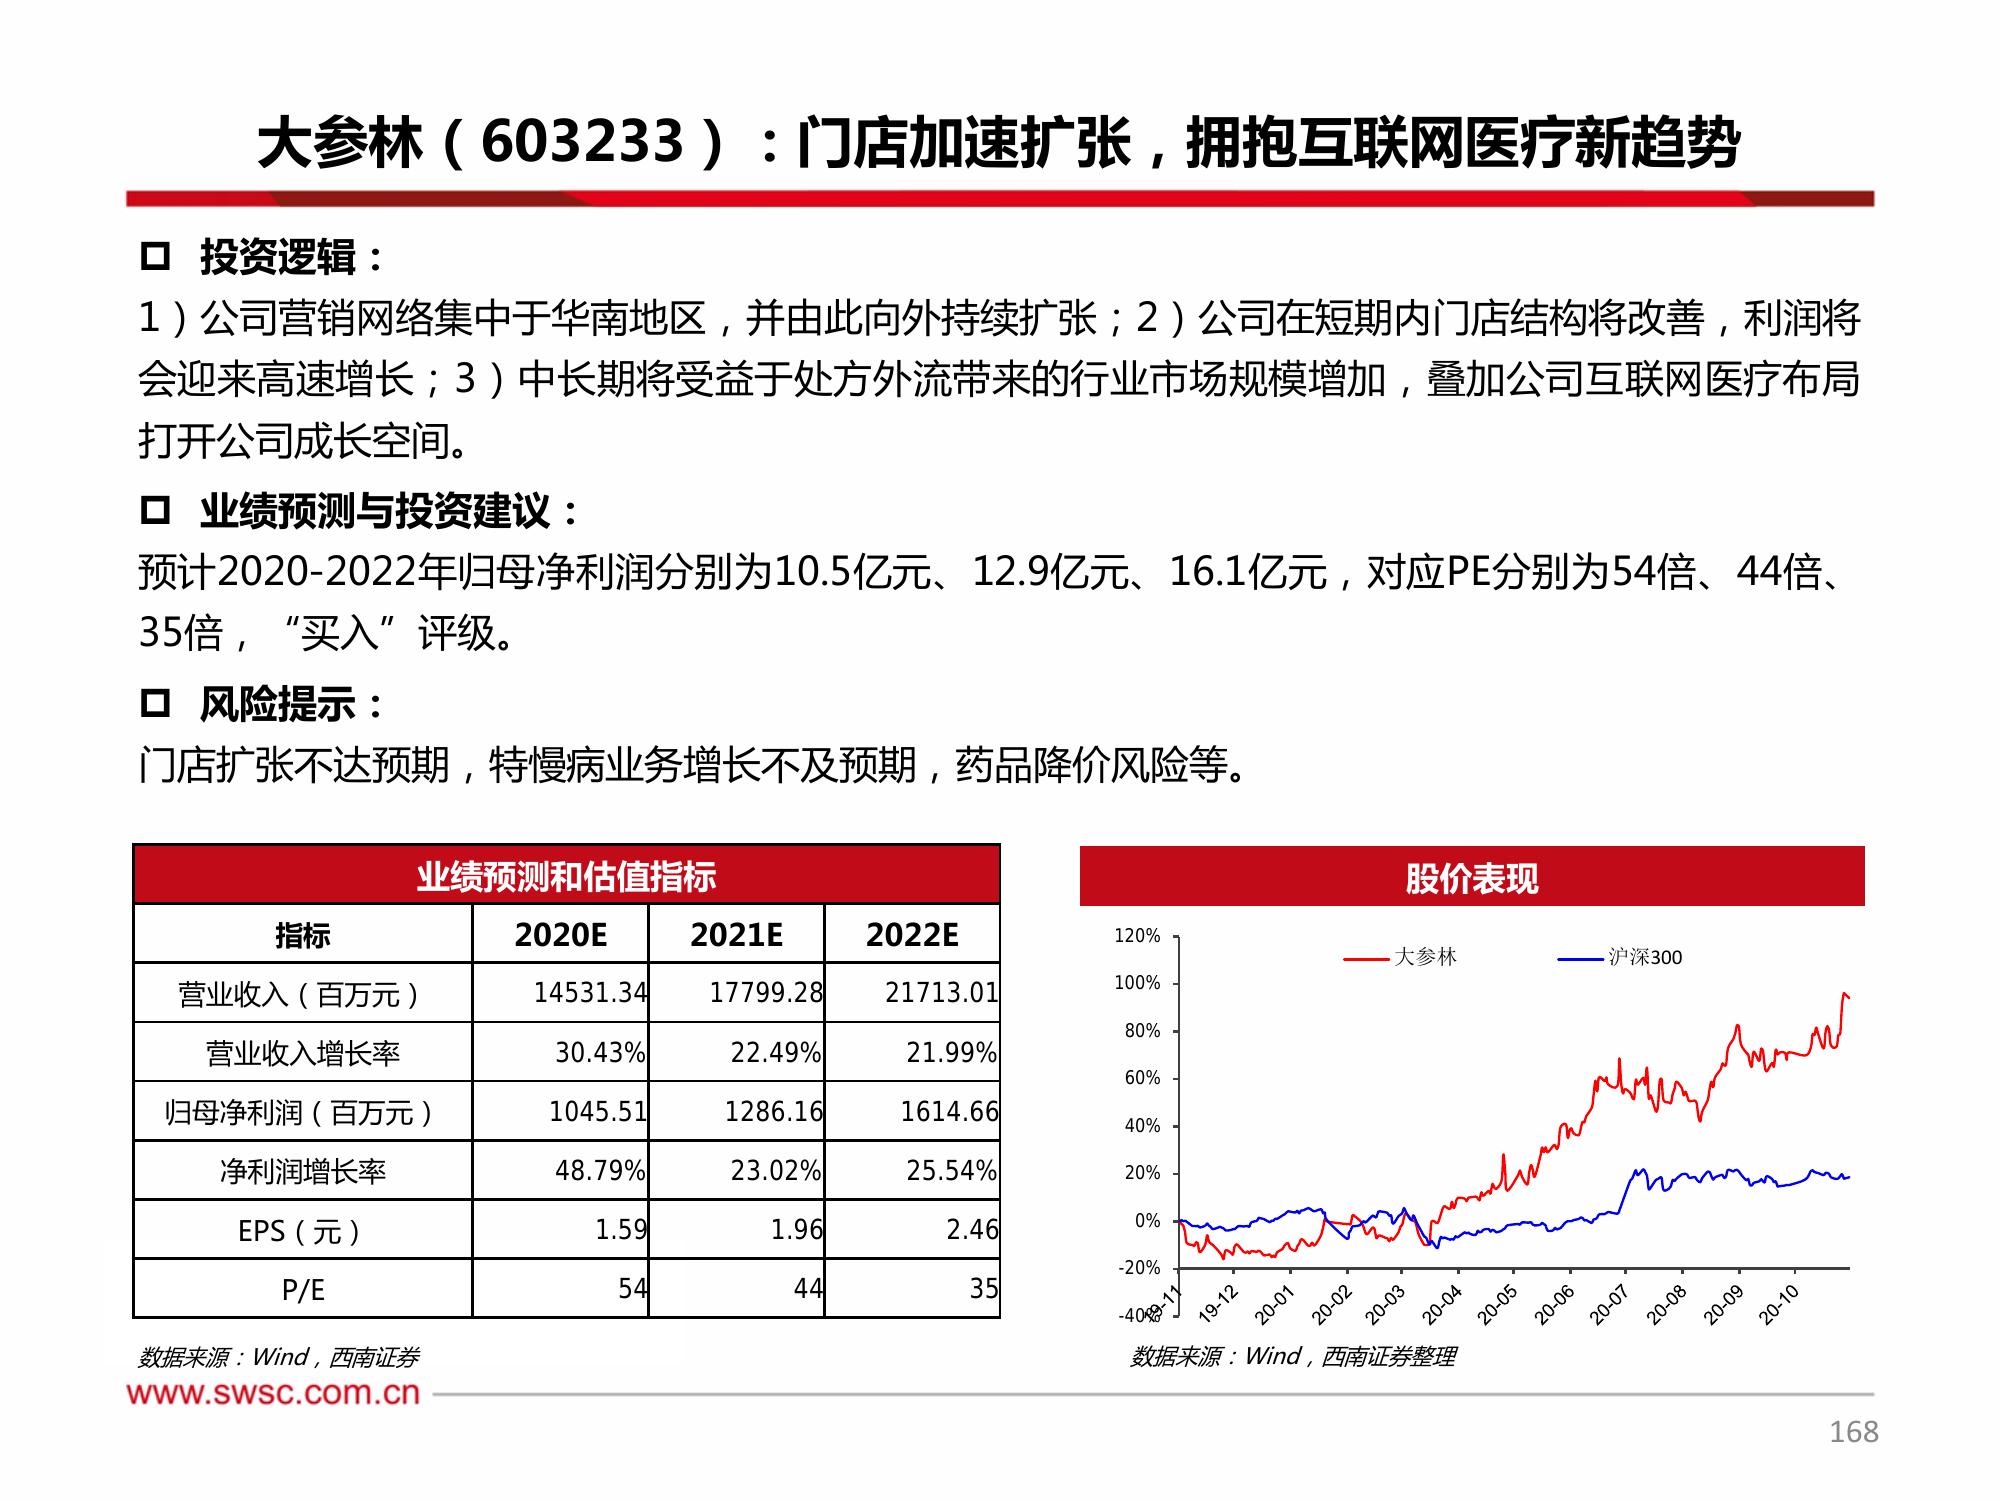 大参林（603233）：门店加速扩张，拥抱互联网医疗新趋势
投资逻辑：
1）公司营销网络集中于华南地区，并由此向外持续扩张；2）公司在短期内门店结构将改善，利润将
会迎来高速增长；3）中长期将受益于处方外流带来的行业市场规模增加，叠加公司互联网医疗布局
打开公司成长空间。
业绩预测与投资建议：
预计2020-2022年归母净利润分别为10.5亿元、12.9亿元、16.1亿元，对应PE分别为54倍、44倍、
35倍，“买入”评级。
风险提示：
门店扩张不达预期，特慢病业务增长不及预期，药品降价风险等。
业绩预测和估值指标
指标 2020E 2021E 2022E
营业收入（百万元） 14531.34 17799.28 21713.01
营业收入增长率 30.43% 22.49% 21.99%
归母净利润（百万元） 1045.51 1286.16 1614.66
净利润增长率 48.79% 23.02% 25.54%
EPS（元） 1.59 1.96 2.46
P/E 54 44 35
数据来源：Wind，西南证券
股价表现
大参林 沪深300
120%
100%
80%
60%
40%
20%
0%
-20%
-40%
19-11 19-12 20-01 20-02 20-03 20-04 20-05 20-06 20-07 20-08 20-09 20-10
数据来源：Wind，西南证券整理
www.swsc.com.cn
168